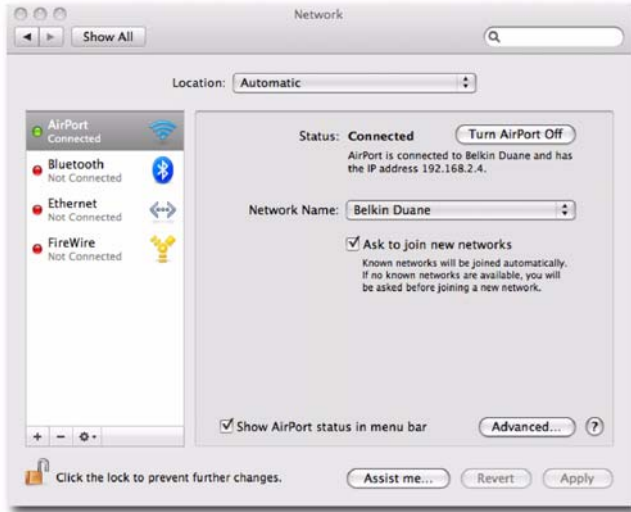 Network
Show All
Location: Automatic
AirPort
Connected
Bluetooth
Not Connected
Ethernet
Not Connected
FireWire
Not Connected
Status: Connected
Turn AirPort Off
AirPort is connected to Belkin Duane and has
the IP address 192.168.2.4.
Network Name: Belkin Duane
Ask to join new networks
Known networks will be joined automatically.
If no known networks are available, you will
be asked before joining a new network.
Show AirPort status in menu bar
Advanced...
?
Click the lock to prevent further changes.
Assist me...
Revert
Apply